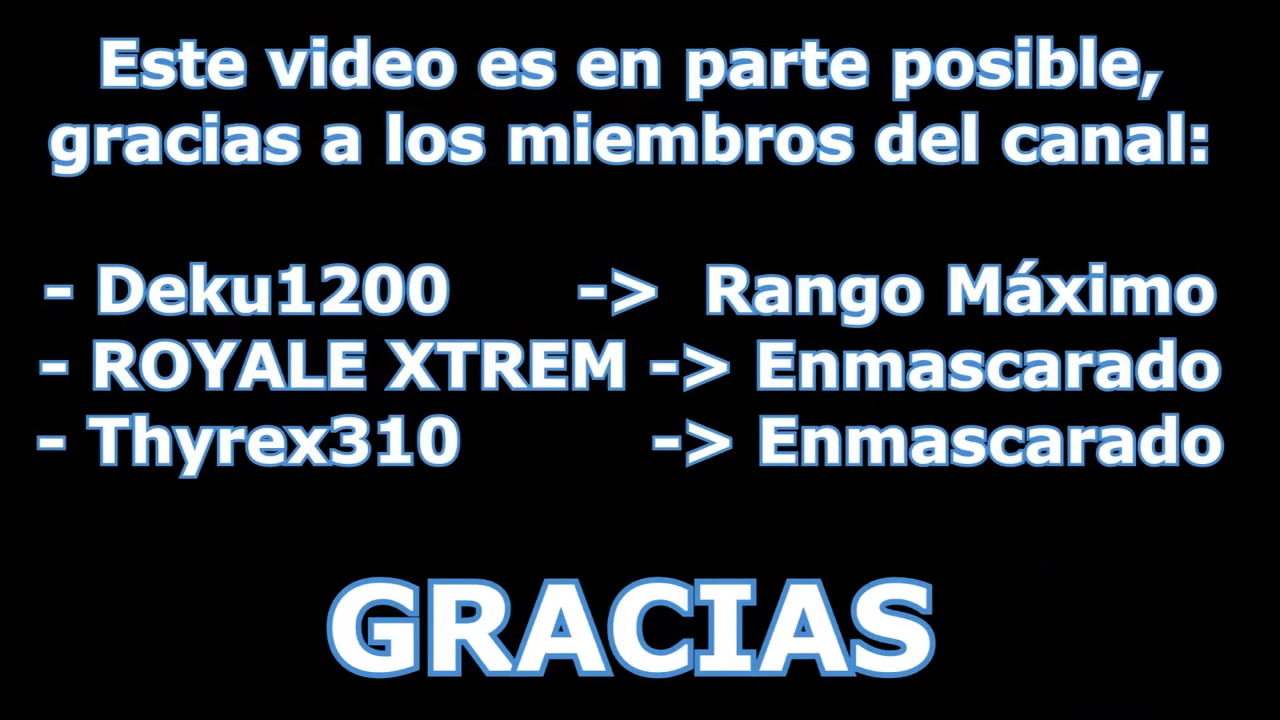 Este video es en parte posible,
gracias a los miembros del canal:
- Deku1200 -> Rango Máximo
- ROYALE XTREM -> Enmascarado
- Thyrex310 -> Enmascarado
GRACIAS